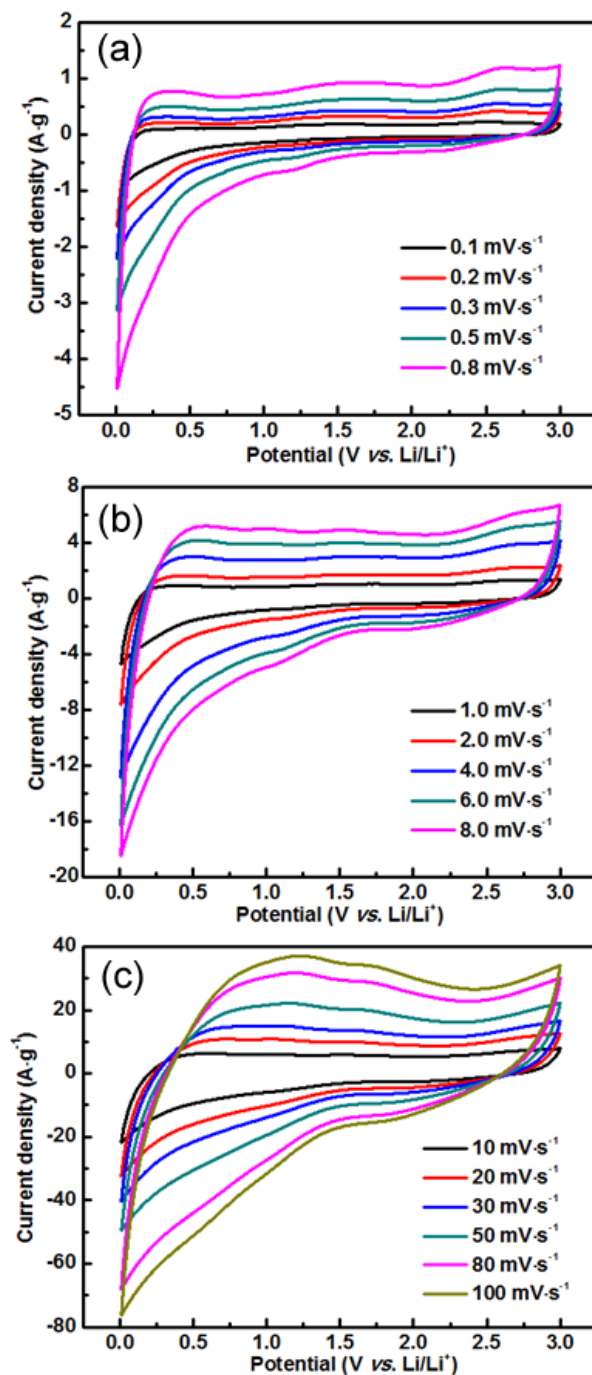 (a)
2
1
0
-1
-2
-3
-4
-5
Current density (A·g⁻¹)
0.1 mV·s⁻¹
0.2 mV·s⁻¹
0.3 mV·s⁻¹
0.5 mV·s⁻¹
0.8 mV·s⁻¹
0.0 0.5 1.0 1.5 2.0 2.5 3.0
Potential (V vs. Li/Li⁺)
(b)
8
4
0
-4
-8
-12
-16
-20
Current density (A·g⁻¹)
1.0 mV·s⁻¹
2.0 mV·s⁻¹
4.0 mV·s⁻¹
6.0 mV·s⁻¹
8.0 mV·s⁻¹
0.0 0.5 1.0 1.5 2.0 2.5 3.0
Potential (V vs. Li/Li⁺)
(c)
40
20
0
-20
-40
-60
-80
Current density (A·g⁻¹)
10 mV·s⁻¹
20 mV·s⁻¹
30 mV·s⁻¹
50 mV·s⁻¹
80 mV·s⁻¹
100 mV·s⁻¹
0.0 0.5 1.0 1.5 2.0 2.5 3.0
Potential (V vs. Li/Li⁺)